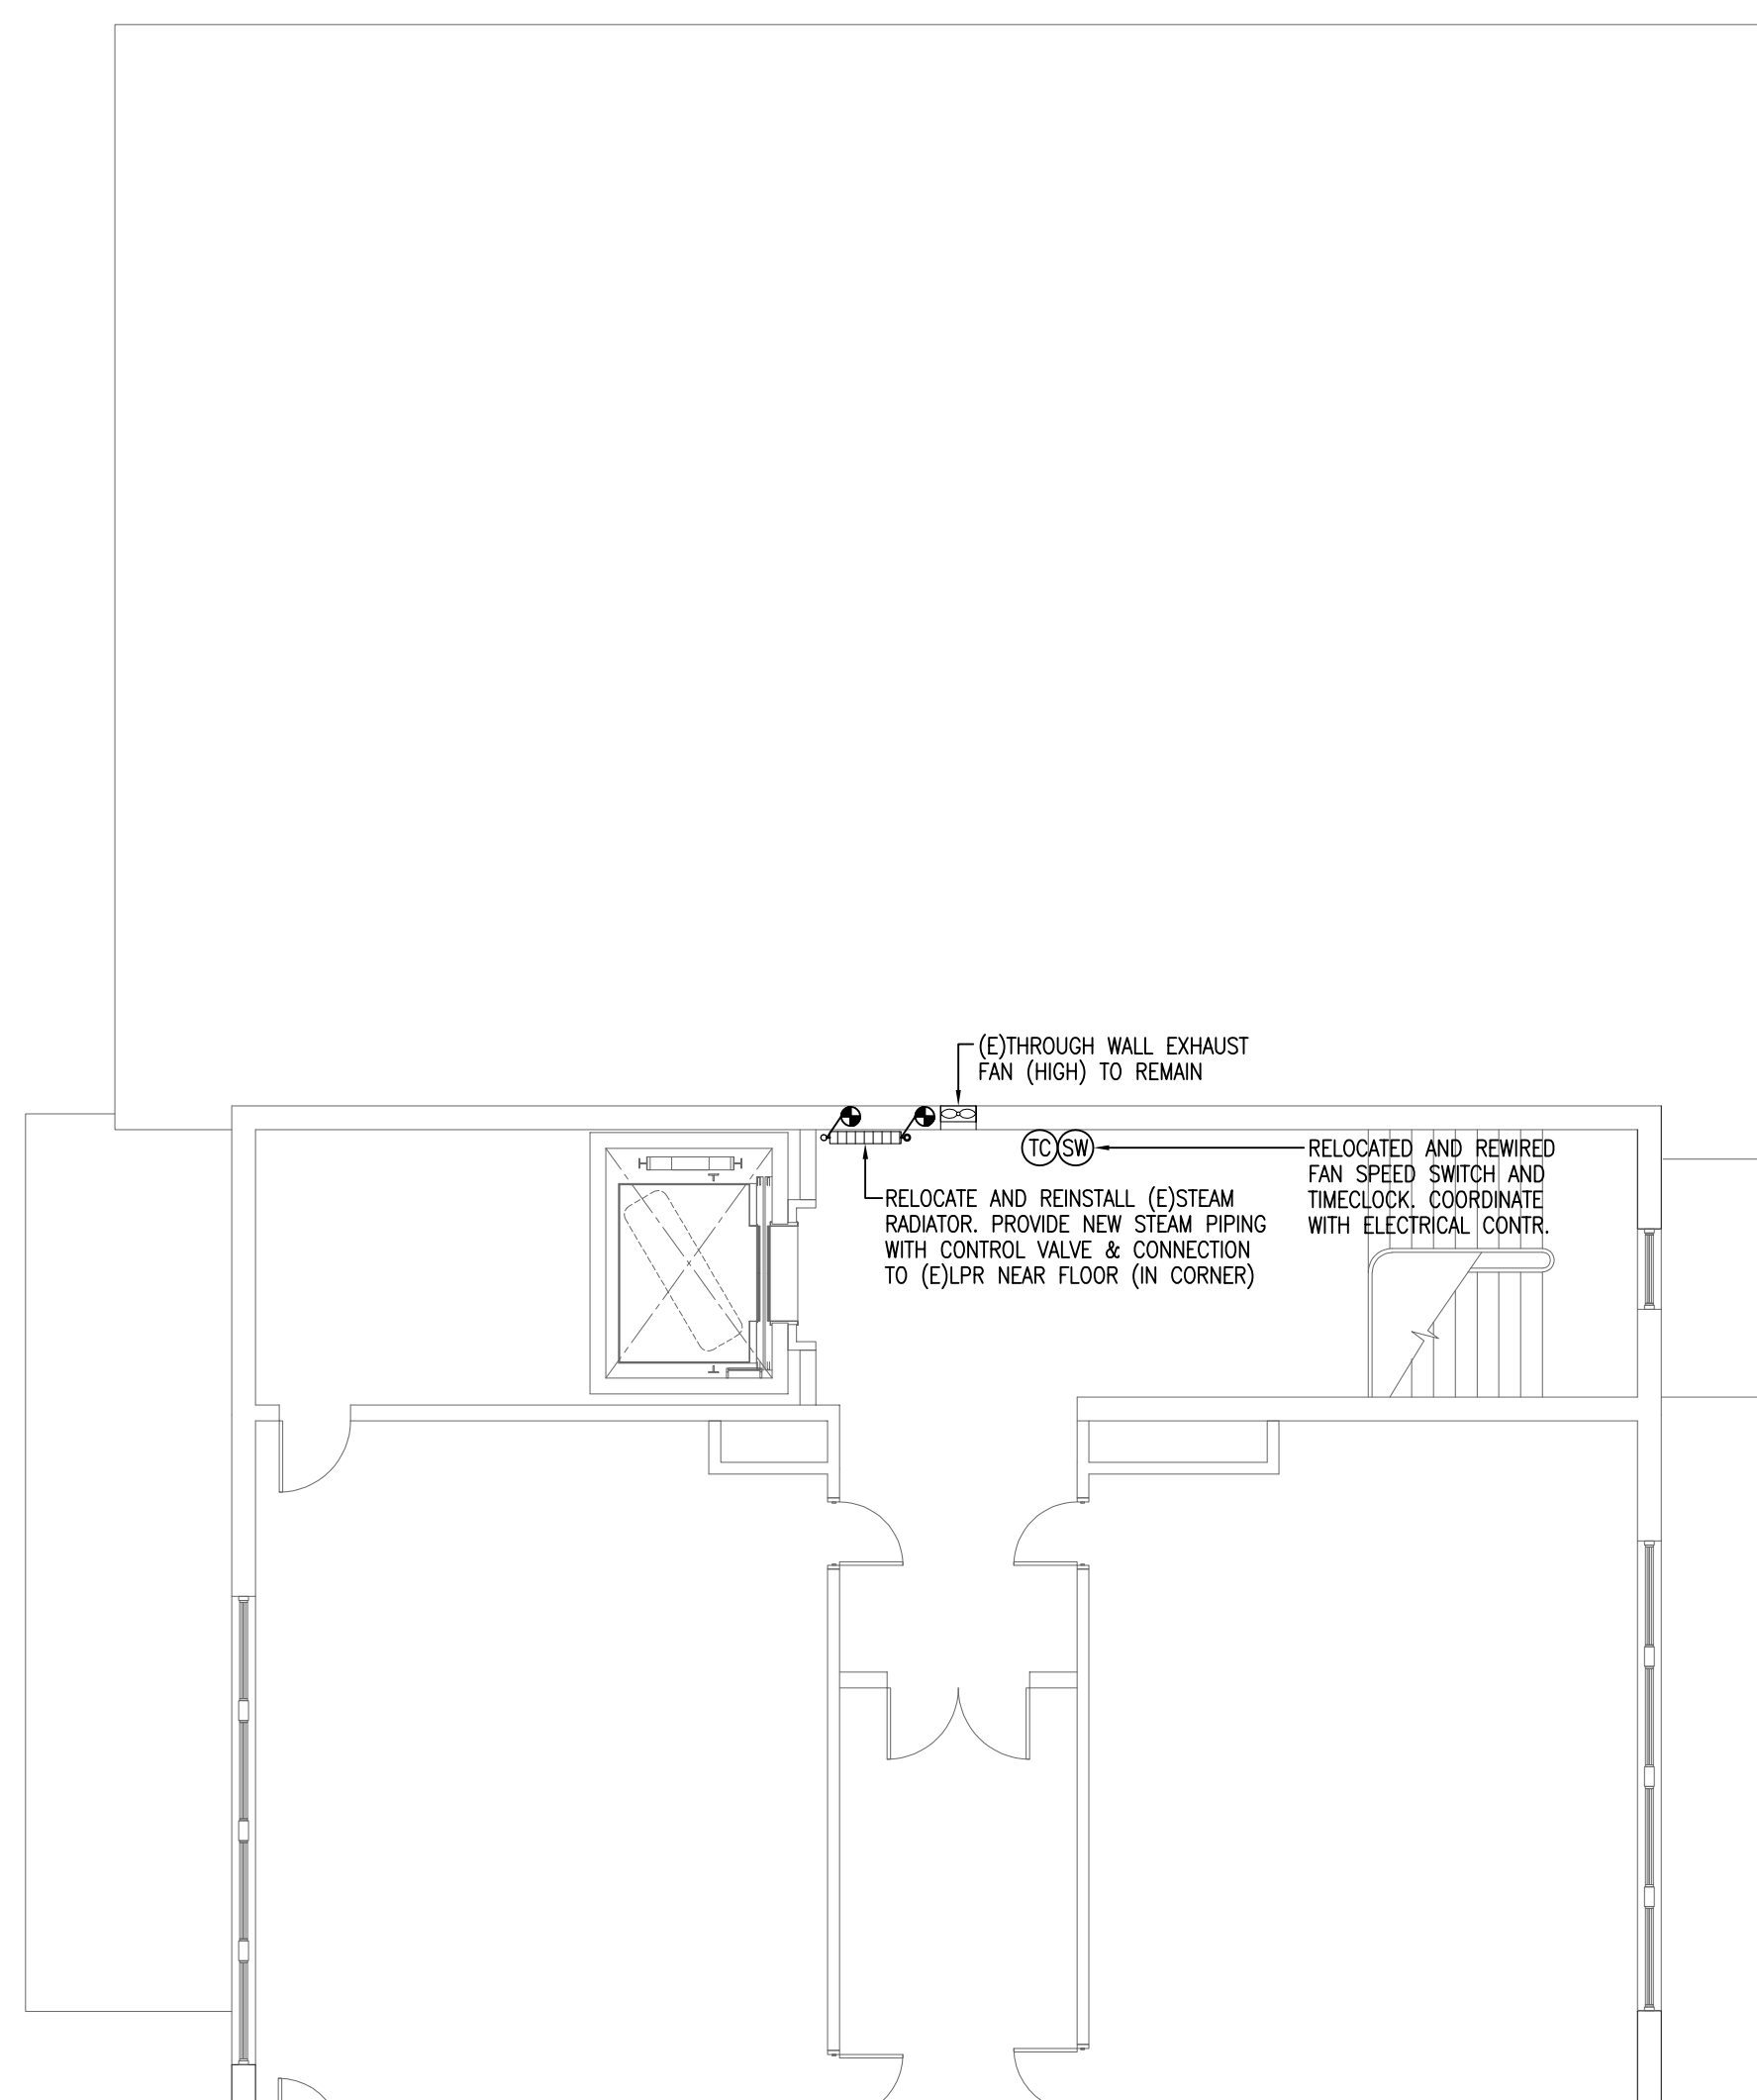 (E)THROUGH WALL EXHAUST
FAN (HIGH) TO REMAIN
TC SW
RELOCATED AND REWIRED
FAN SPEED SWITCH AND
TIMECLOCK. COORDINATE
WITH ELECTRICAL CONTR.
RELOCATE AND REINSTALL (E)STEAM
RADIATOR. PROVIDE NEW STEAM PIPING
WITH CONTROL VALVE & CONNECTION
TO (E)LPR NEAR FLOOR (IN CORNER)